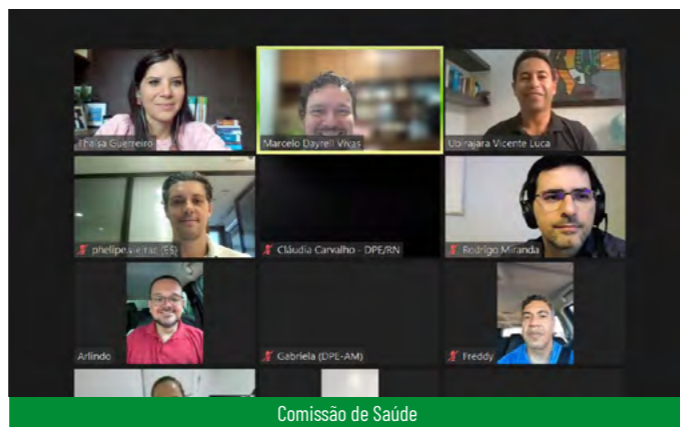 Thaisa Guerreiro
Marcelo Dayrell Vivas
Ubirajara Vicente Luca
phelipe.vieira (ES)
Cláudia Carvalho - DPE/RN
Rodrigo Miranda
Arlindo
Gabriela (DPE-AM)
Freddy
Comissão de Saúde